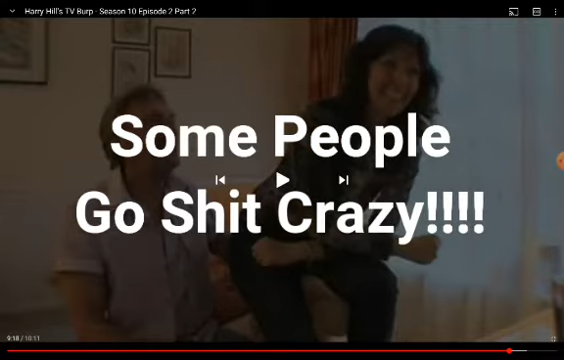 Harry Hill's TV Burp - Season 10 Episode 2 Part 2
Some People
Go Shit Crazy!!!!
9:18 / 10:11